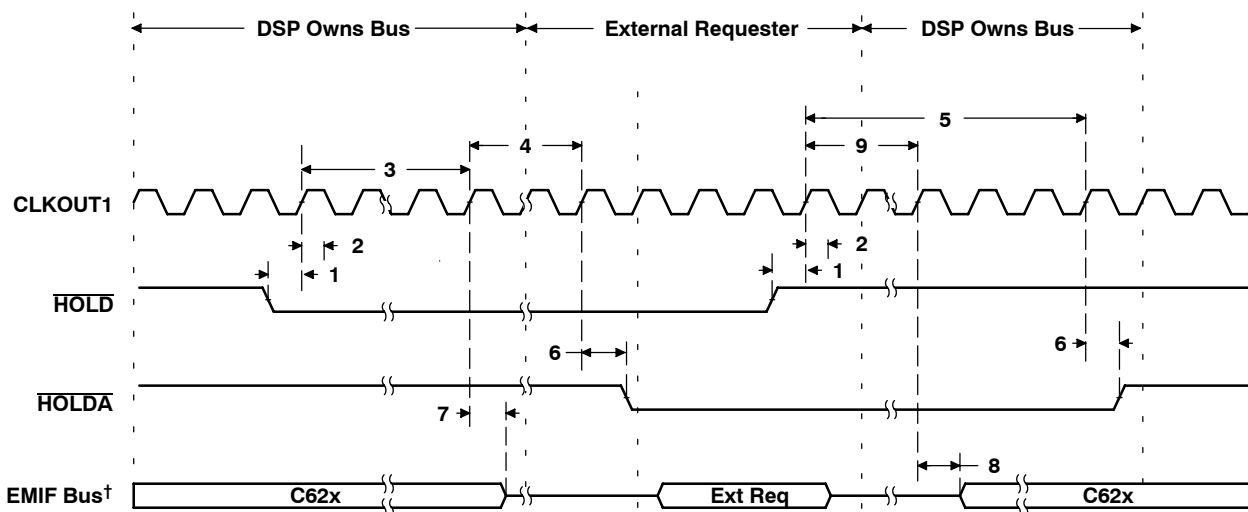 DSP Owns Bus External Requester DSP Owns Bus
5
4 9
3
CLKOUT1
2 2
1 1
HOLD
6 6
HOLDA
7
8
EMIF Bus† C62x Ext Req C62x